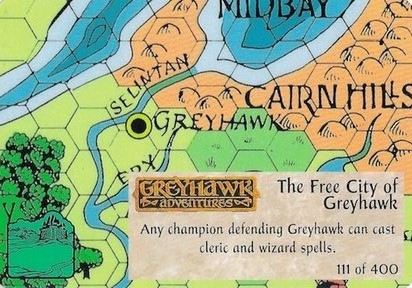 MIDBAY
SELINTAN
CAIRN HILLS
GREYHAWK
ERY
GREYHAWK
ADVENTURES
The Free City of
Greyhawk
Any champion defending Greyhawk can cast
cleric and wizard spells.
111 of 400